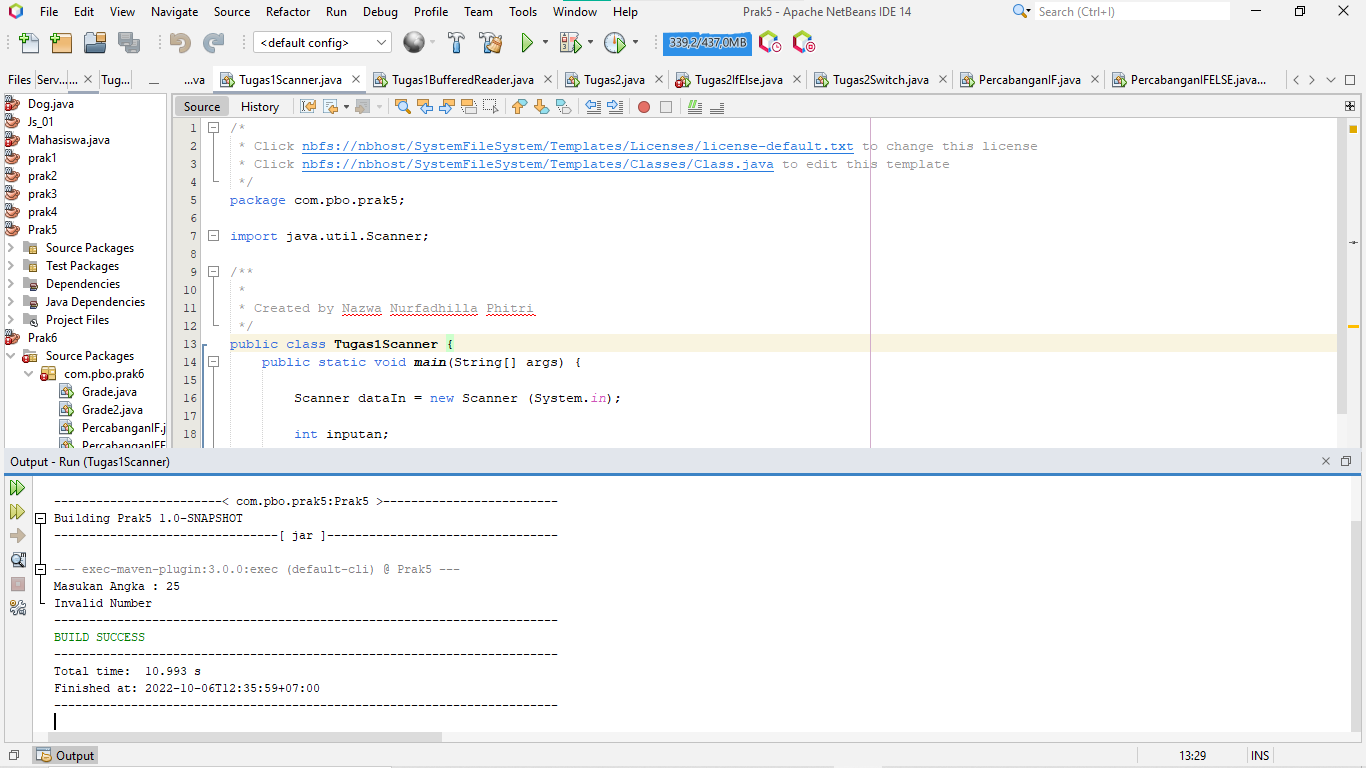 File Edit View Navigate Source Refactor Run Debug Profile Team Tools Window Help Prak5 - Apache NetBeans IDE 14 Search (Ctrl+I)
<default config> 339,2/437,0MB
Files Serv...... Tug... ...va Tugas1Scanner.java Tugas1BufferedReader.java Tugas2.java Tugas2IfElse.java Tugas2Switch.java PercabanganIF.java PercabanganIFELSE.java...
Source History
Dog.java
Js_01
Mahasiswa.java
prak1
prak2
prak3
prak4
Prak5
Source Packages
Test Packages
Dependencies
Java Dependencies
Project Files
Prak6
Source Packages
com.pbo.prak6
Grade.java
Grade2.java
PercabanganIF.j
PercabanganIFE
1 /*
2 * Click nbfs://nbhost/SystemFileSystem/Templates/Licenses/license-default.txt to change this license
3 * Click nbfs://nbhost/SystemFileSystem/Templates/Classes/Class.java to edit this template
4 */
5 package com.pbo.prak5;
6
7 import java.util.Scanner;
8
9 /**
10 *
11 * Created by Nazwa Nurfadhilla Phitri
12 */
13 public class Tugas1Scanner {
14 public static void main(String[] args) {
15
16 Scanner dataIn = new Scanner (System.in);
17
18 int inputan;
Output - Run (Tugas1Scanner)
------------------------< com.pbo.prak5:Prak5 >-------------------------
Building Prak5 1.0-SNAPSHOT
--------------------------------[ jar ]---------------------------------
--- exec-maven-plugin:3.0.0:exec (default-cli) @ Prak5 ---
Masukan Angka : 25
Invalid Number
------------------------------------------------------------------------
BUILD SUCCESS
------------------------------------------------------------------------
Total time:  10.993 s
Finished at: 2022-10-06T12:35:59+07:00
------------------------------------------------------------------------
Output 13:29 INS